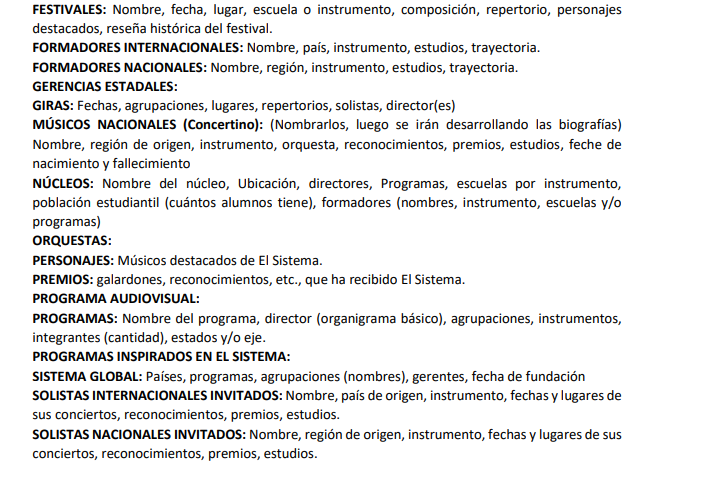 FESTIVALES: Nombre, fecha, lugar, escuela o instrumento, composición, repertorio, personajes
destacados, reseña histórica del festival.
FORMADORES INTERNACIONALES: Nombre, país, instrumento, estudios, trayectoria.
FORMADORES NACIONALES: Nombre, región, instrumento, estudios, trayectoria.
GERENCIAS ESTADALES:
GIRAS: Fechas, agrupaciones, lugares, repertorios, solistas, director(es)
MÚSICOS NACIONALES (Concertino): (Nombrarlos, luego se irán desarrollando las biografías)
Nombre, región de origen, instrumento, orquesta, reconocimientos, premios, estudios, feche de
nacimiento y fallecimiento
NÚCLEOS: Nombre del núcleo, Ubicación, directores, Programas, escuelas por instrumento,
población estudiantil (cuántos alumnos tiene), formadores (nombres, instrumento, escuelas y/o
programas)
ORQUESTAS:
PERSONAJES: Músicos destacados de El Sistema.
PREMIOS: galardones, reconocimientos, etc., que ha recibido El Sistema.
PROGRAMA AUDIOVISUAL:
PROGRAMAS: Nombre del programa, director (organigrama básico), agrupaciones, instrumentos,
integrantes (cantidad), estados y/o eje.
PROGRAMAS INSPIRADOS EN EL SISTEMA:
SISTEMA GLOBAL: Países, programas, agrupaciones (nombres), gerentes, fecha de fundación
SOLISTAS INTERNACIONALES INVITADOS: Nombre, país de origen, instrumento, fechas y lugares de
sus conciertos, reconocimientos, premios, estudios.
SOLISTAS NACIONALES INVITADOS: Nombre, región de origen, instrumento, fechas y lugares de sus
conciertos, reconocimientos, premios, estudios.